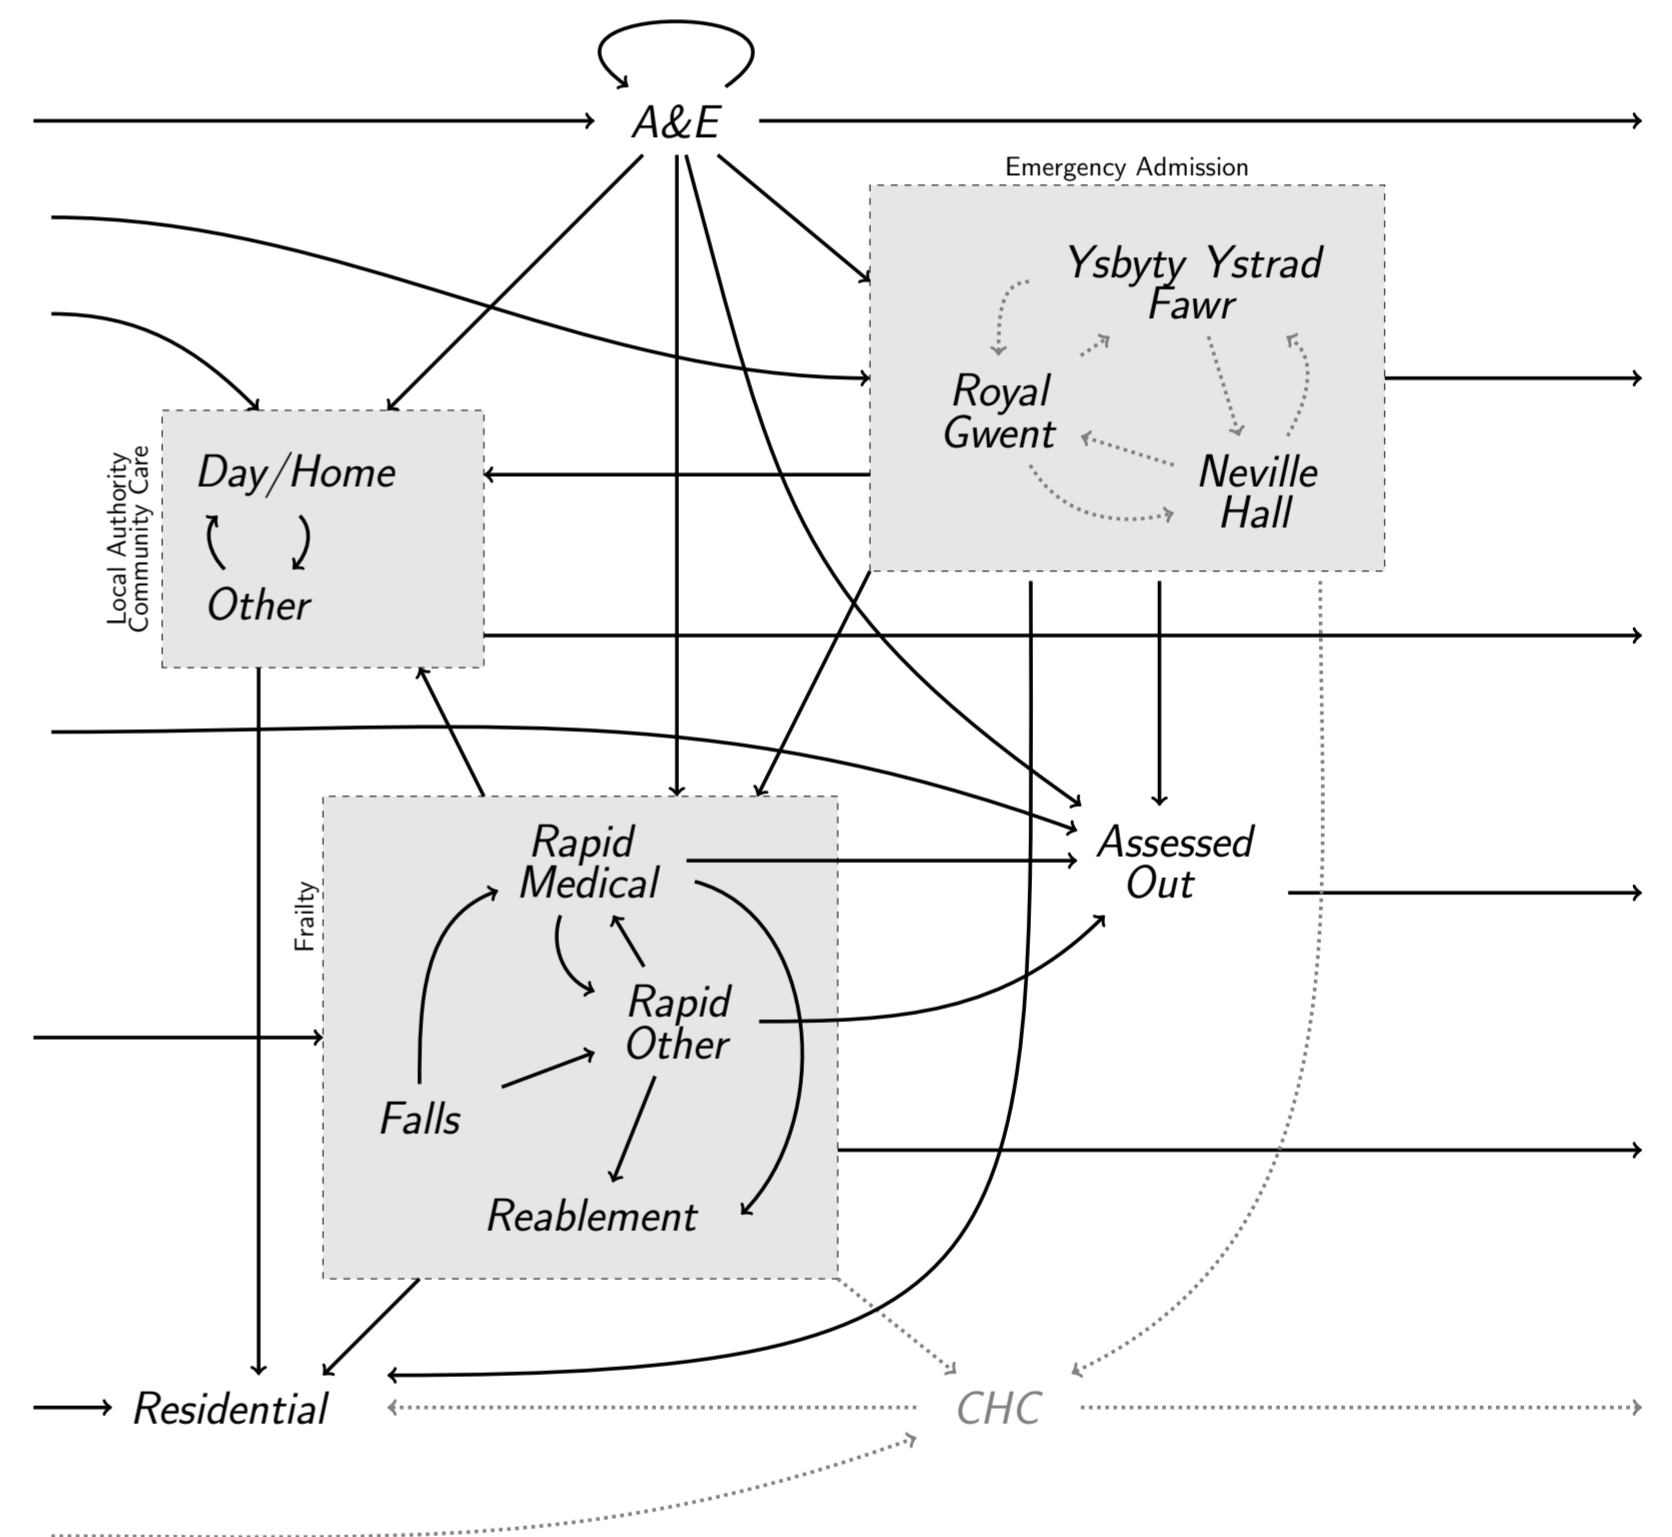 A&E
Emergency Admission
Ysbyty Ystrad
Fawr
Royal
Gwent
Neville
Hall
Local Authority
Community Care
Day/Home
Other
Frailty
Rapid
Medical
Assessed
Out
Rapid
Other
Falls
Reablement
Residential
CHC